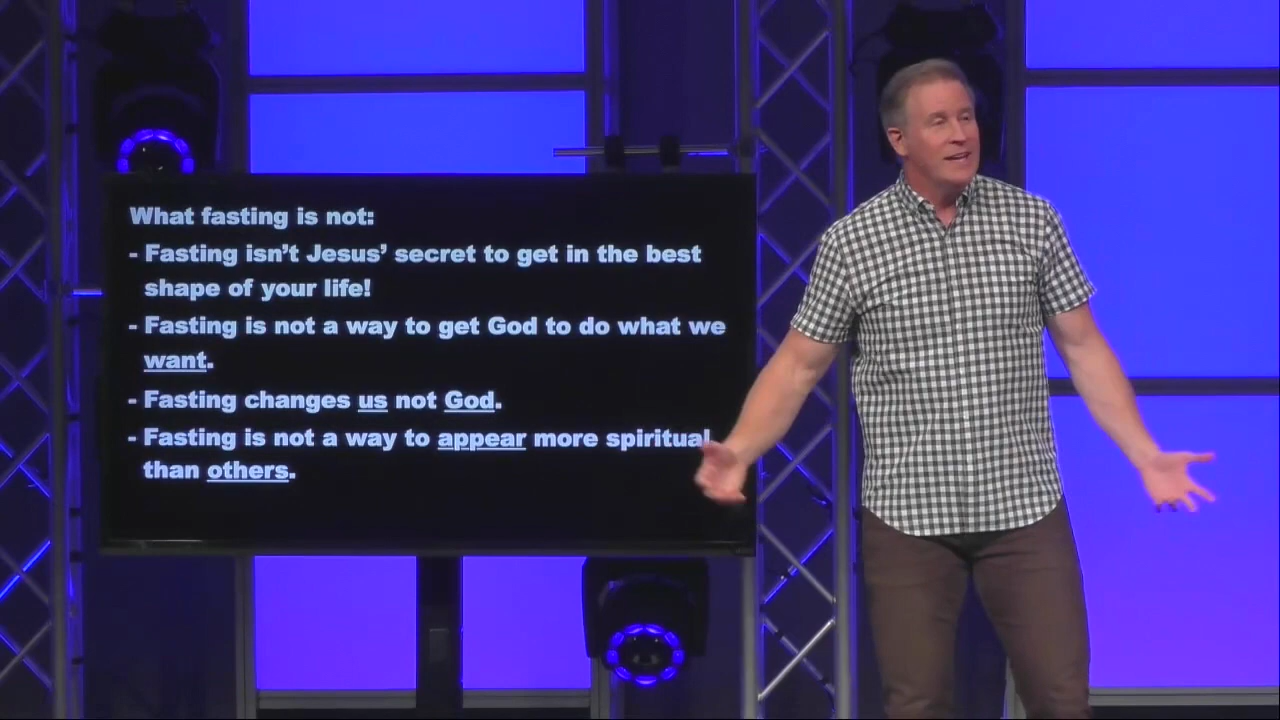 What fasting is not:
- Fasting isn't Jesus' secret to get in the best
shape of your life!
- Fasting is not a way to get God to do what we
want.
- Fasting changes us not God.
- Fasting is not a way to appear more spiritual
than others.